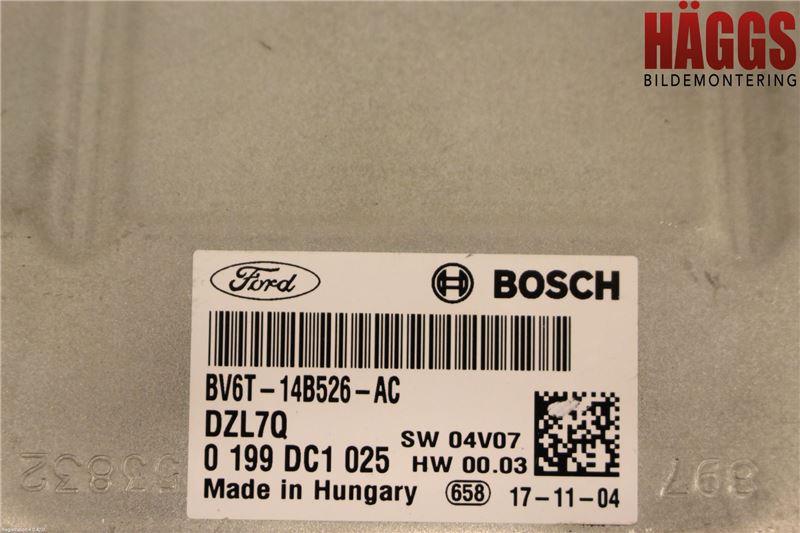 HÄGGS
BILDEMONTERING
Ford
BOSCH
BV6T-14B526-AC
DZL7Q
SW 04V07
0 199 DC1 025
HW 00.03
Made in Hungary
658
17-11-04